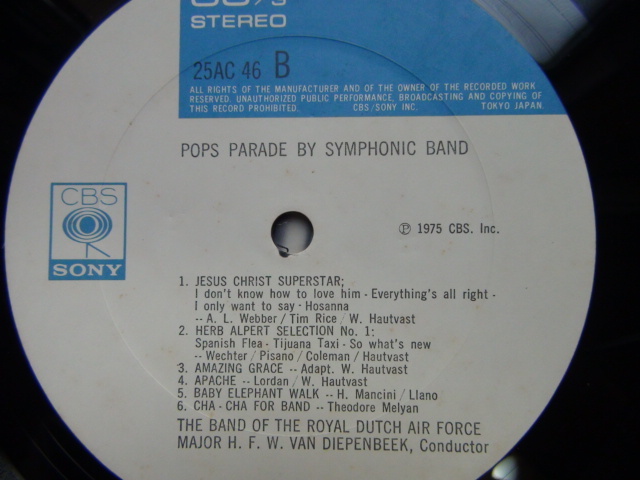 STEREO
25AC 46 B
ALL RIGHTS OF THE MANUFACTURER AND OF THE OWNER OF THE RECORDED WORK
RESERVED. UNAUTHORIZED PUBLIC PERFORMANCE, BROADCASTING AND COPYING OF
THIS RECORD PROHIBITED. CBS/SONY INC. TOKYO JAPAN.
POPS PARADE BY SYMPHONIC BAND
CBS
SONY
℗ 1975 CBS. Inc.
1. JESUS CHRIST SUPERSTAR;
I don't know how to love him - Everything's all right -
I only want to say - Hosanna
-- A. L. Webber / Tim Rice / W. Hautvast
2. HERB ALPERT SELECTION No. 1:
Spanish Flea - Tijuana Taxi - So what's new
-- Wechter / Pisano / Coleman / Hautvast
3. AMAZING GRACE -- Adapt. W. Hautvast
4. APACHE -- Lordan / W. Hautvast
5. BABY ELEPHANT WALK -- H. Mancini / Llano
6. CHA - CHA FOR BAND -- Theodore Melyan
THE BAND OF THE ROYAL DUTCH AIR FORCE
MAJOR H. F. W. VAN DIEPENBEEK, Conductor